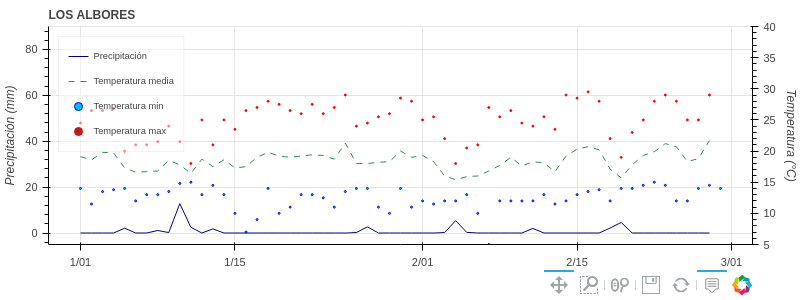 LOS ALBORES
Precipitación
Temperatura media
Temperatura min
Temperatura max
Precipitación (mm)
80
60
40
20
0
Temperatura (°C)
40
35
30
25
20
15
10
5
1/01
1/15
2/01
2/15
3/01